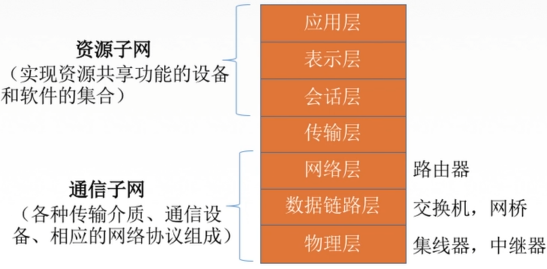 应用层
资源子网
表示层
（实现资源共享功能的设备
和软件的集合）
会话层
传输层
网络层
路由器
通信子网
（各种传输介质、通信设
备、相应的网络协议组成）
数据链路层
交换机，网桥
物理层
集线器，中继器